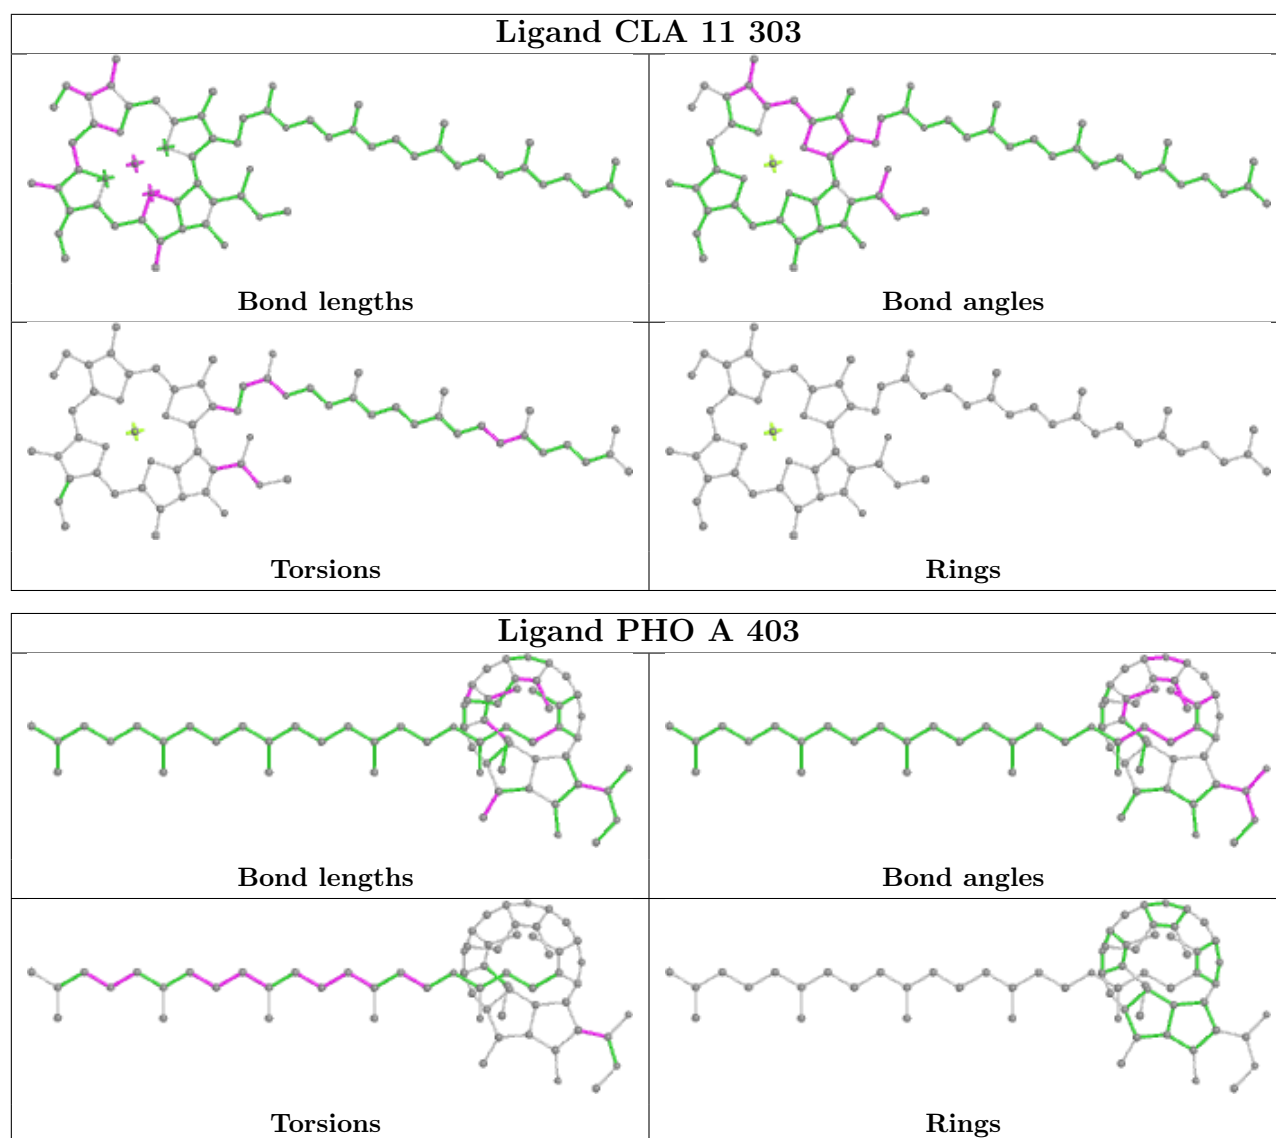 Ligand CLA 11 303
Bond lengths
Bond angles
Torsions
Rings
Ligand PHO A 403
Bond lengths
Bond angles
Torsions
Rings